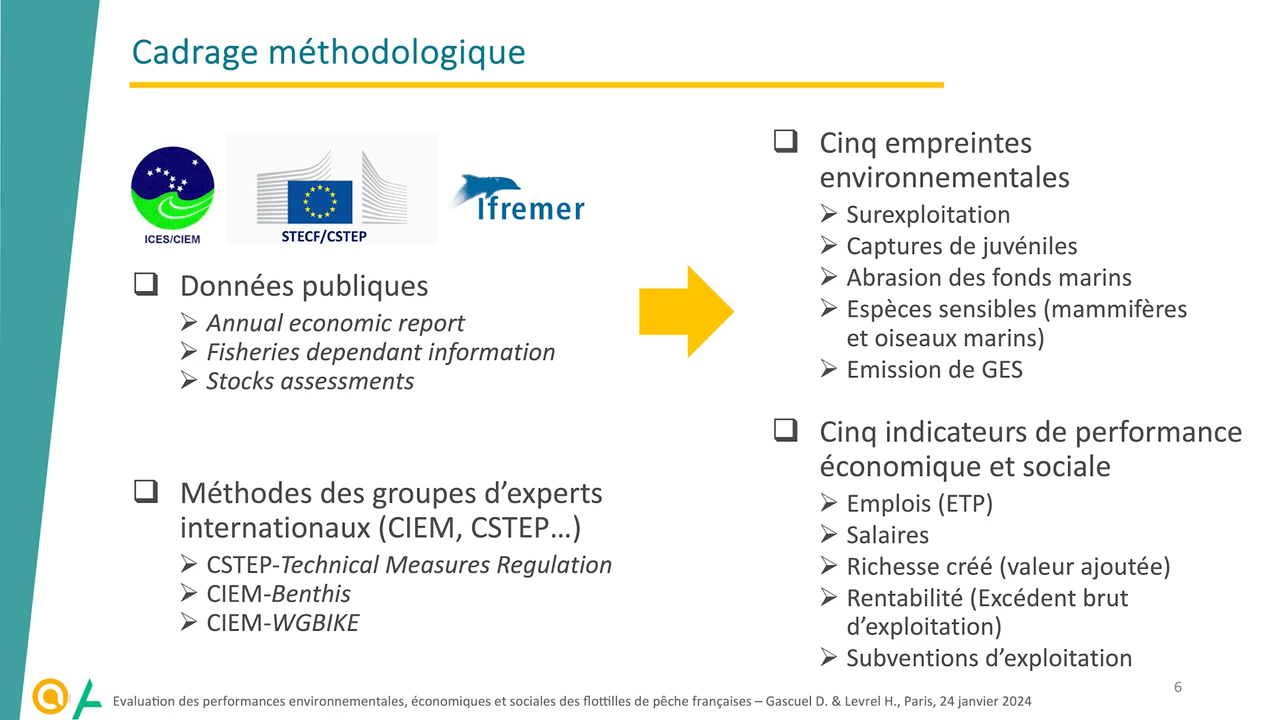 Cadrage méthodologique
ICES/CIEM
STECF/CSTEP
Ifremer
Données publiques
Annual economic report
Fisheries dependant information
Stocks assessments
Méthodes des groupes d’experts
internationaux (CIEM, CSTEP…)
CSTEP-Technical Measures Regulation
CIEM-Benthis
CIEM-WGBIKE
Cinq empreintes
environnementales
Surexploitation
Captures de juvéniles
Abrasion des fonds marins
Espèces sensibles (mammifères
et oiseaux marins)
Emission de GES
Cinq indicateurs de performance
économique et sociale
Emplois (ETP)
Salaires
Richesse créé (valeur ajoutée)
Rentabilité (Excédent brut
d’exploitation)
Subventions d’exploitation
Evaluation des performances environnementales, économiques et sociales des flottilles de pêche françaises – Gascuel D. & Levrel H., Paris, 24 janvier 2024
6